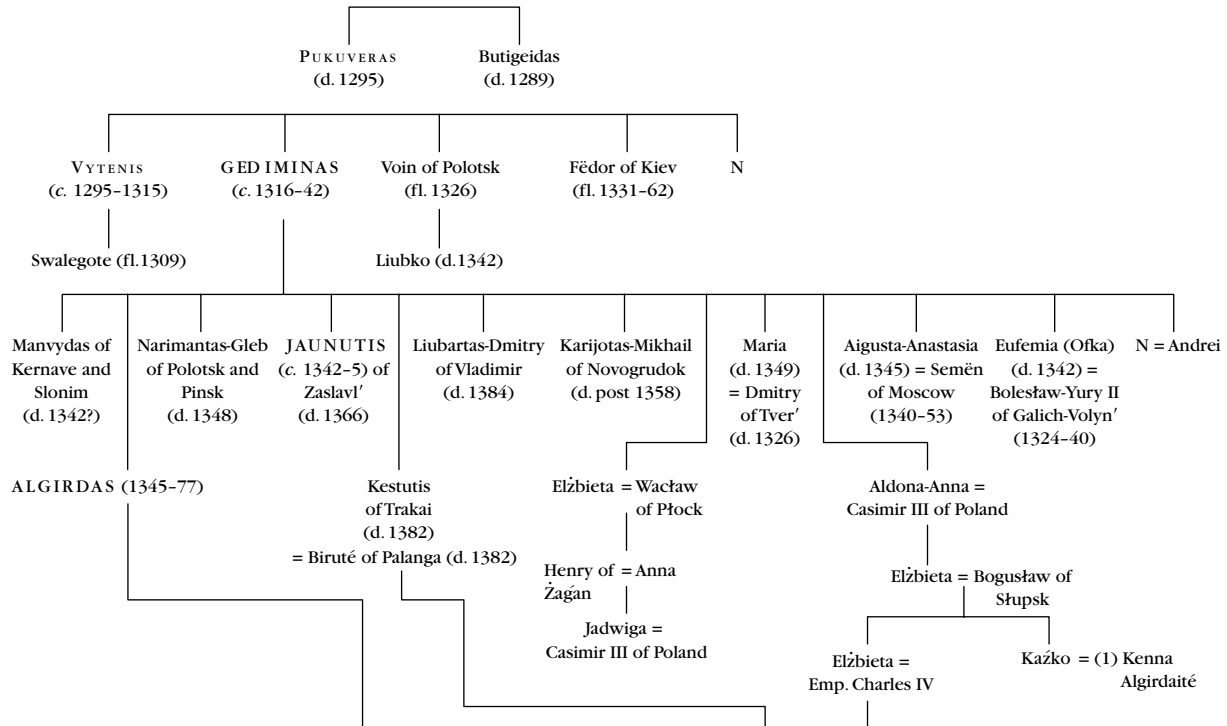 PUKUVERAS
(d. 1295)
Butigeidas
(d. 1289)
VYTENIS
(c. 1295–1315)
GEDIMINAS
(c. 1316–42)
Voin of Polotsk
(fl. 1326)
Fëdor of Kiev
(fl. 1331–62)
N
Swalegote (fl.1309)
Liubko (d.1342)
Manvydas of
Kernave and
Slonim
(d. 1342?)
Narimantas-Gleb
of Polotsk and
Pinsk
(d. 1348)
JAUNUTIS
(c. 1342–5) of
Zaslavl′
(d. 1366)
Liubartas-Dmitry
of Vladimir
(d. 1384)
Karijotas-Mikhail
of Novogrudok
(d. post 1358)
Maria
(d. 1349)
= Dmitry
of Tver′
(d. 1326)
Aigusta-Anastasia
(d. 1345) = Semën
of Moscow
(1340–53)
Eufemia (Ofka)
(d. 1342) =
Bolesław-Yury II
of Galich-Volyn′
(1324–40)
N = Andrei
ALGIRDAS (1345–77)
Kestutis
of Trakai
(d. 1382)
= Biruté of Palanga (d. 1382)
Elżbieta = Wacław
of Płock
Aldona-Anna =
Casimir III of Poland
Henry of = Anna
Żagán
Elżbieta = Bogusław of
Słupsk
Jadwiga =
Casimir III of Poland
Elżbieta =
Emp. Charles IV
Kaźko = (1) Kenna
Algirdaité